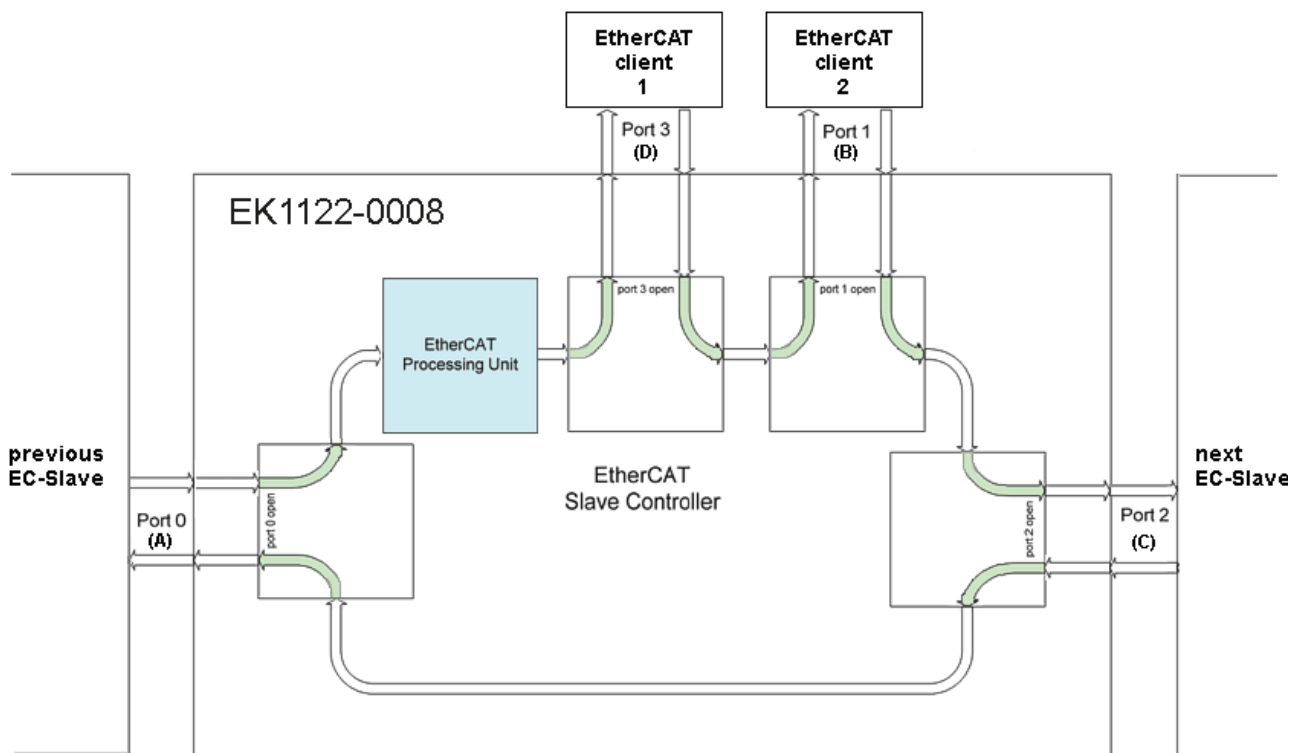 EtherCAT
client
1
EtherCAT
client
2
Port 3
(D)
Port 1
(B)
EK1122-0008
port 3 open
port 1 open
EtherCAT
Processing Unit
previous
EC-Slave
Port 0
(A)
port 0 open
EtherCAT
Slave Controller
port 2 open
Port 2
(C)
next
EC-Slave